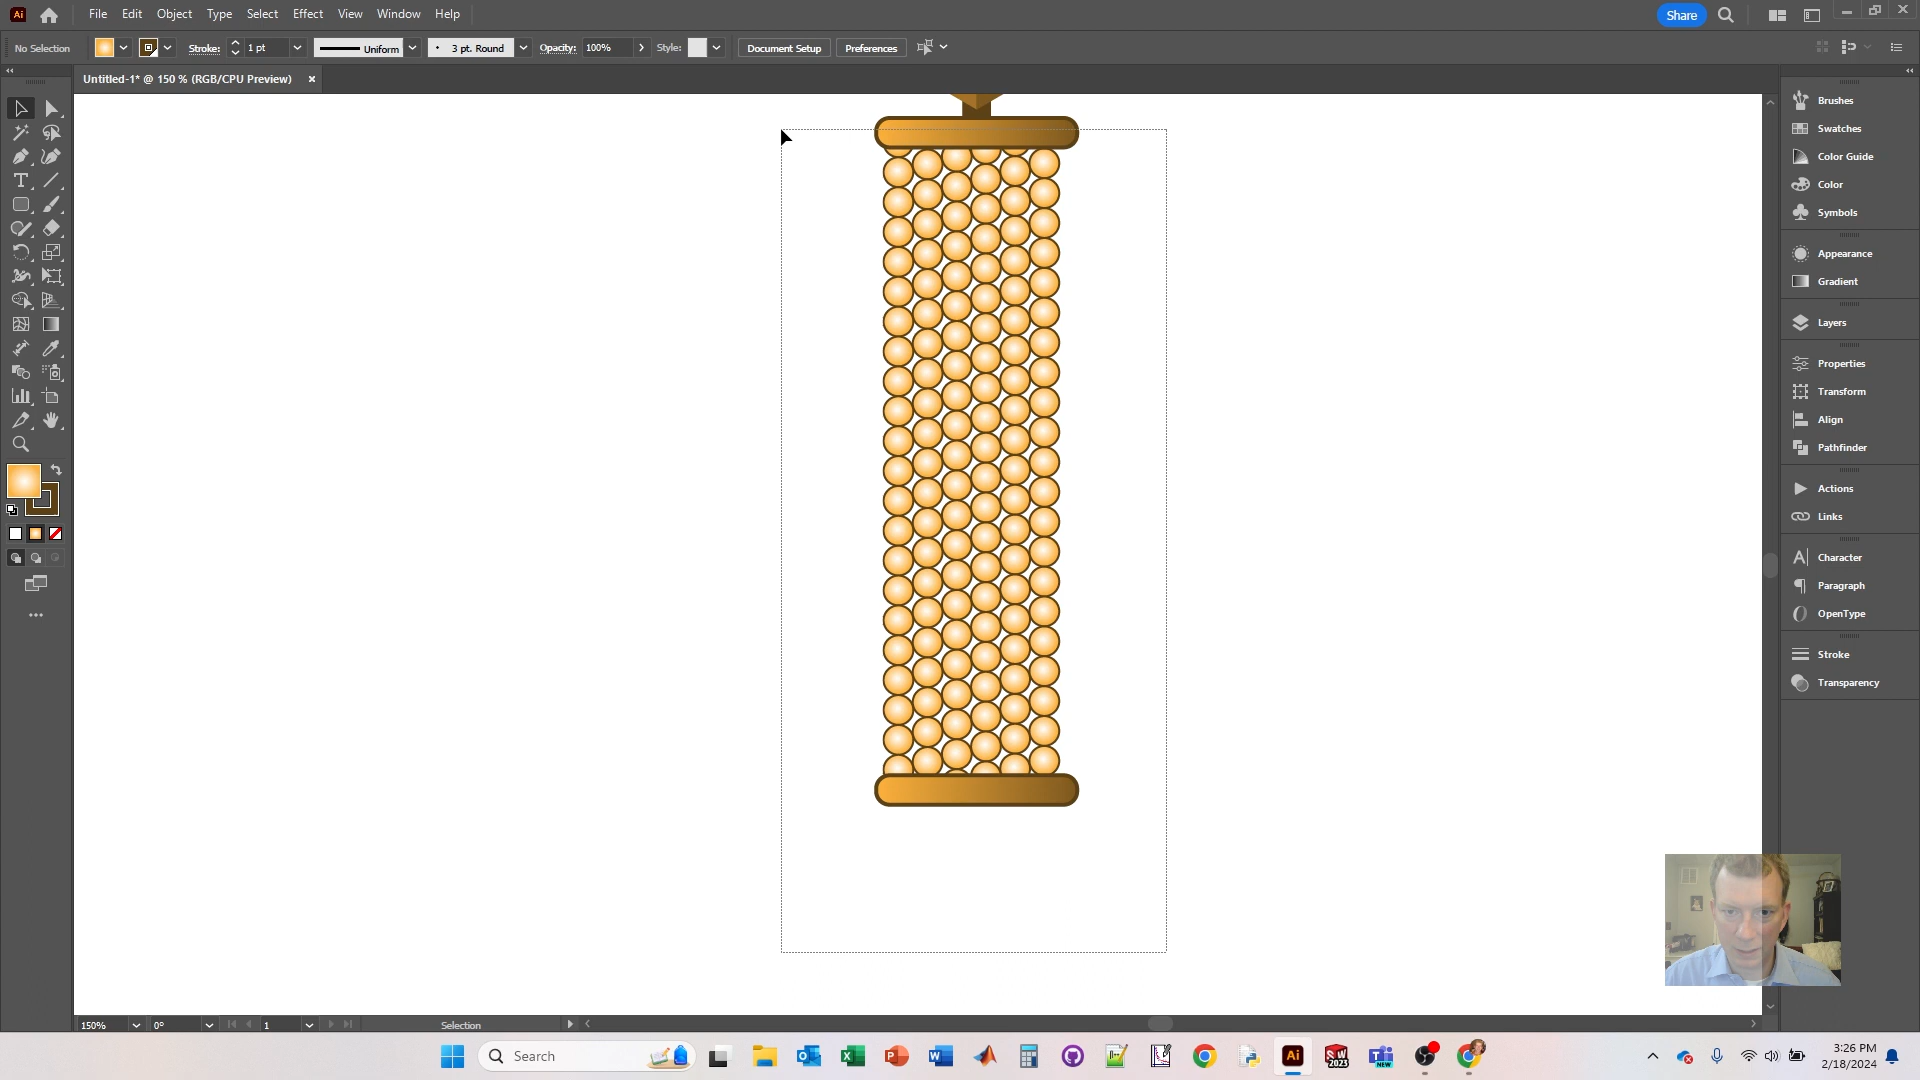 Ai File Edit Object Type Select Effect View Window Help Share
No Selection Stroke: 1 pt Uniform 3 pt. Round Opacity: 100% Style: Document Setup Preferences
Untitled-1* @ 150 % (RGB/CPU Preview) ×
Brushes
Swatches
Color Guide
Color
Symbols
Appearance
Gradient
Layers
Properties
Transform
Align
Pathfinder
Actions
Links
Character
Paragraph
OpenType
Stroke
Transparency
150% 0° 1 Selection
Search
3:26 PM
2/18/2024